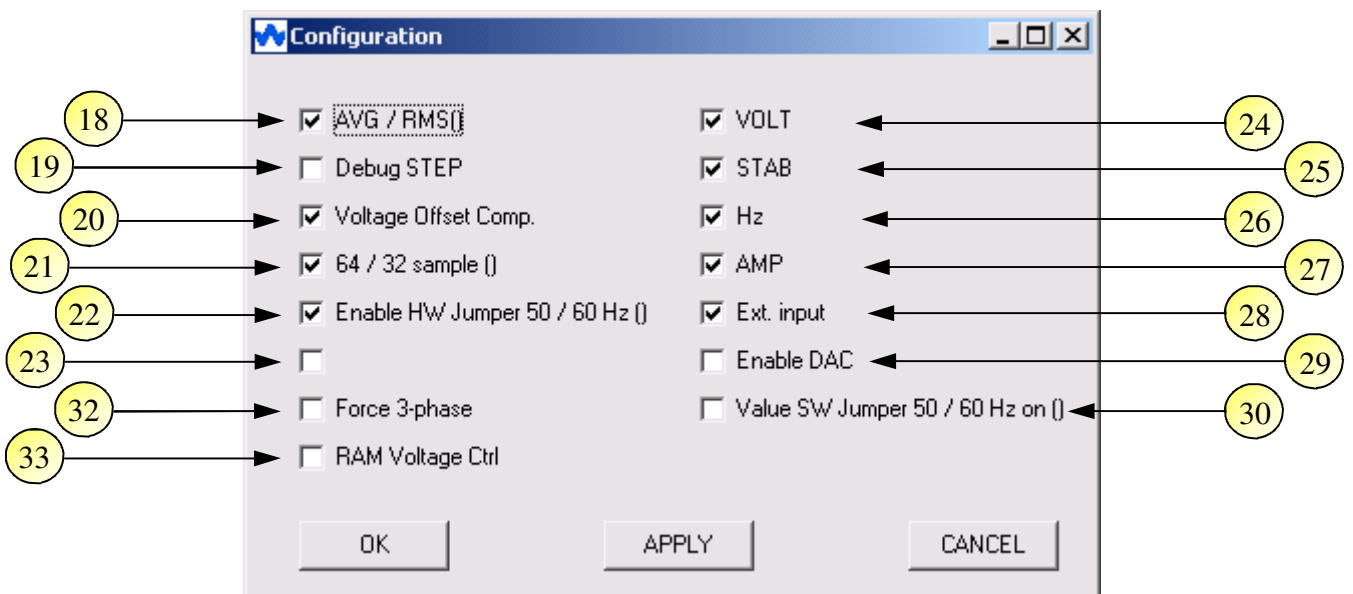 Configuration
18 AVG / RMS() VOLT 24
19 Debug STEP STAB 25
20 Voltage Offset Comp. Hz 26
21 64 / 32 sample () AMP 27
22 Enable HW Jumper 50 / 60 Hz () Ext. input 28
23 Enable DAC 29
32 Force 3-phase Value SW Jumper 50 / 60 Hz on () 30
33 RAM Voltage Ctrl
OK APPLY CANCEL